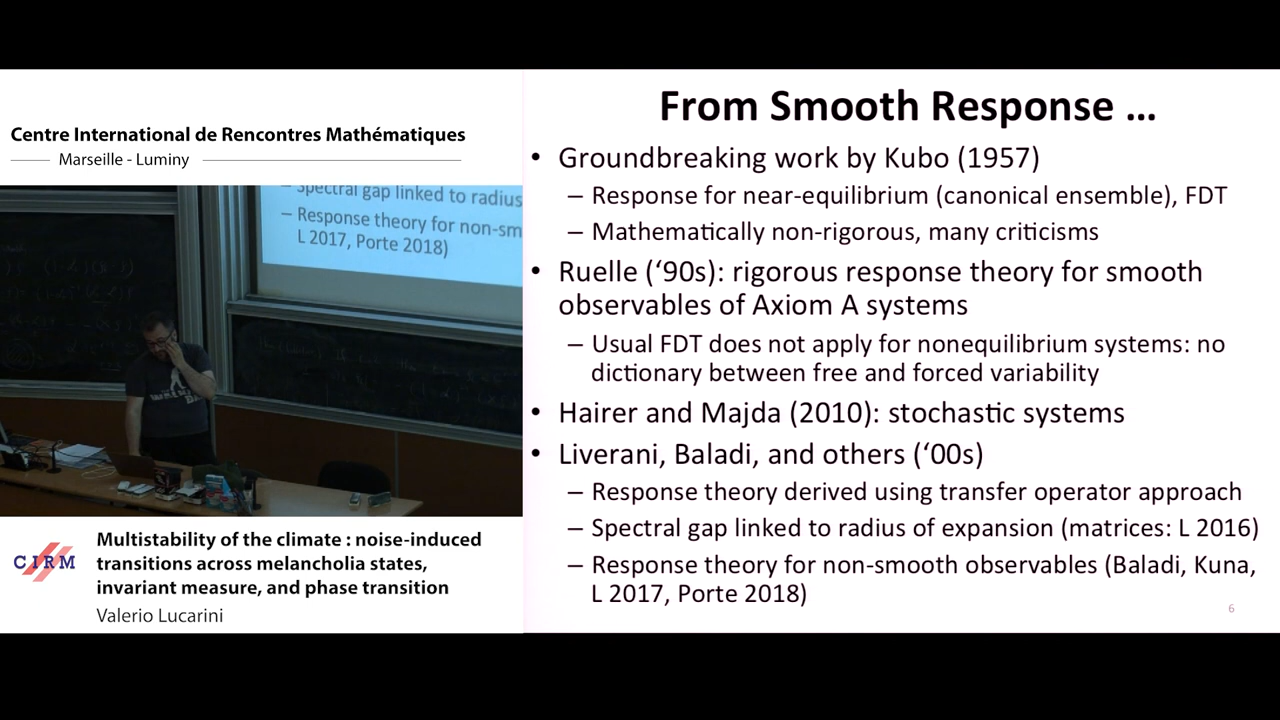 Centre International de Rencontres Mathématiques
Marseille - Luminy
Spectral gap linked to radius
– Response theory for non-sm
L 2017, Porte 2018)
CIRM
Multistability of the climate : noise-induced
transitions across melancholia states,
invariant measure, and phase transition
Valerio Lucarini
From Smooth Response ...
• Groundbreaking work by Kubo (1957)
– Response for near-equilibrium (canonical ensemble), FDT
– Mathematically non-rigorous, many criticisms
• Ruelle (‘90s): rigorous response theory for smooth
observables of Axiom A systems
– Usual FDT does not apply for nonequilibrium systems: no
dictionary between free and forced variability
• Hairer and Majda (2010): stochastic systems
• Liverani, Baladi, and others (‘00s)
– Response theory derived using transfer operator approach
– Spectral gap linked to radius of expansion (matrices: L 2016)
– Response theory for non-smooth observables (Baladi, Kuna,
L 2017, Porte 2018)
6